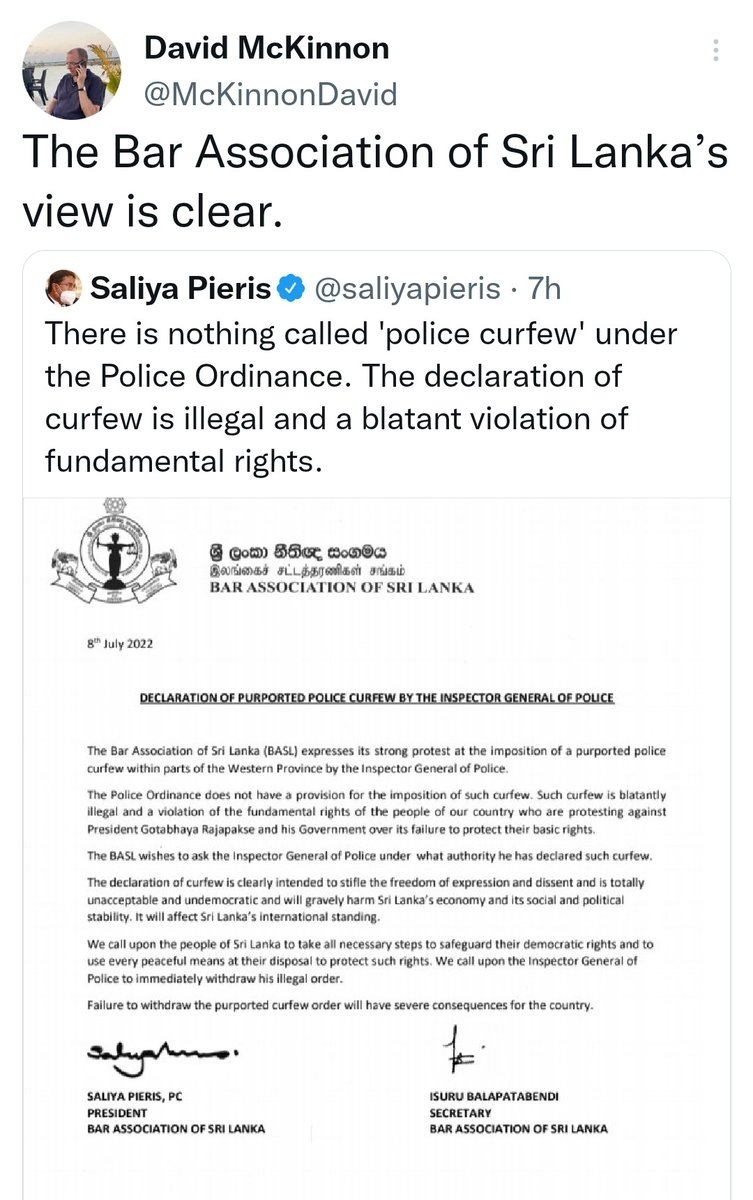 David McKinnon
@McKinnonDavid
The Bar Association of Sri Lanka’s
view is clear.
Saliya Pieris @saliyapieris · 7h
There is nothing called 'police curfew' under
the Police Ordinance. The declaration of
curfew is illegal and a blatant violation of
fundamental rights.
ශ්‍රී ලංකා නීතිඥ සංගමය
இலங்கைச் சட்டத்தரணிகள் சங்கம்
BAR ASSOCIATION OF SRI LANKA
8th July 2022
DECLARATION OF PURPORTED POLICE CURFEW BY THE INSPECTOR GENERAL OF POLICE
The Bar Association of Sri Lanka (BASL) expresses its strong protest at the imposition of a purported police
curfew within parts of the Western Province by the Inspector General of Police.
The Police Ordinance does not have a provision for the imposition of such curfew. Such curfew is blatantly
illegal and a violation of the fundamental rights of the people of our country who are protesting against
President Gotabhaya Rajapakse and his Government over its failure to protect their basic rights.
The BASL wishes to ask the Inspector General of Police under what authority he has declared such curfew.
The declaration of curfew is clearly intended to stifle the freedom of expression and dissent and is totally
unacceptable and undemocratic and will gravely harm Sri Lanka's economy and its social and political
stability. It will affect Sri Lanka's international standing.
We call upon the people of Sri Lanka to take all necessary steps to safeguard their democratic rights and to
use every peaceful means at their disposal to protect such rights. We call upon the Inspector General of
Police to immediately withdraw his illegal order.
Failure to withdraw the purported curfew order will have severe consequences for the country.
SALIYA PIERIS, PC
PRESIDENT
BAR ASSOCIATION OF SRI LANKA
ISURU BALAPATABENDI
SECRETARY
BAR ASSOCIATION OF SRI LANKA